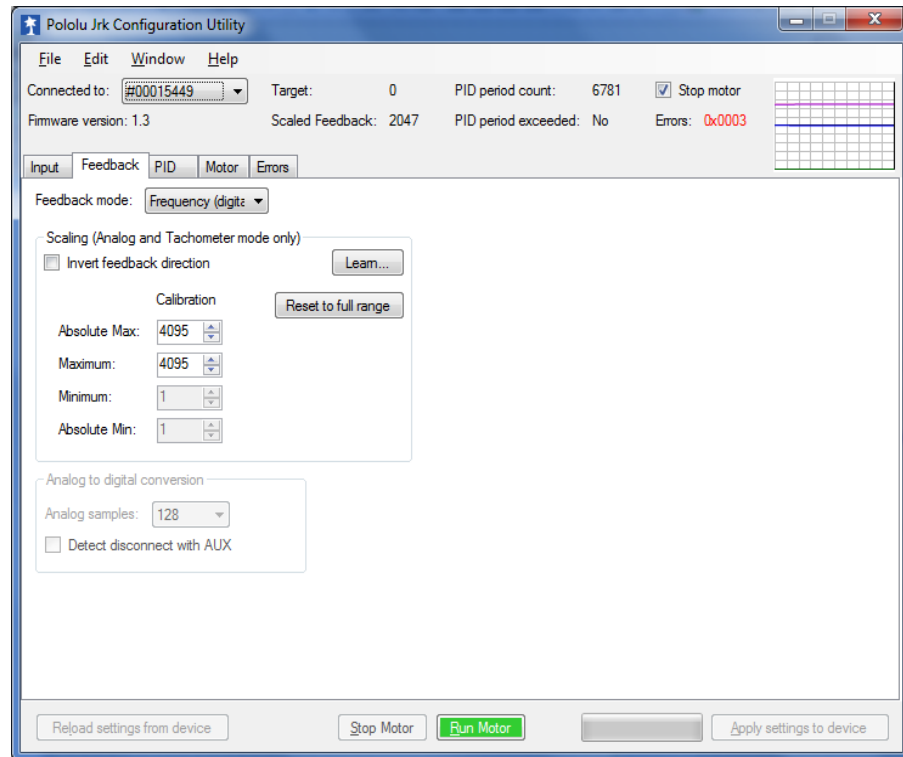 Pololu Jrk Configuration Utility
File Edit Window Help
Connected to: #00015449 Target: 0 PID period count: 6781 Stop motor
Firmware version: 1.3 Scaled Feedback: 2047 PID period exceeded: No Errors: 0x0003
Input Feedback PID Motor Errors
Feedback mode: Frequency (digita
Scaling (Analog and Tachometer mode only)
Invert feedback direction Learn...
Calibration Reset to full range
Absolute Max: 4095
Maximum: 4095
Minimum: 1
Absolute Min: 1
Analog to digital conversion
Analog samples: 128
Detect disconnect with AUX
Reload settings from device Stop Motor Run Motor Apply settings to device